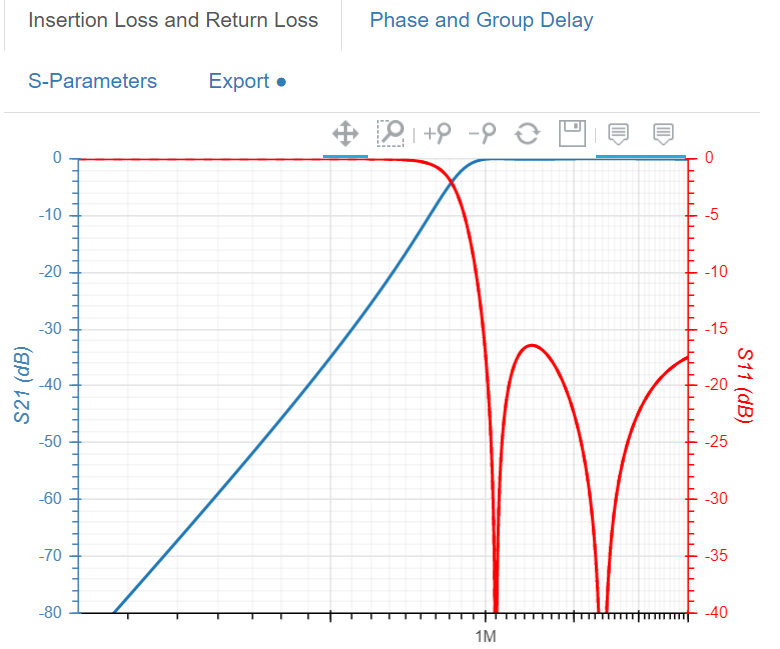 Insertion Loss and Return Loss
Phase and Group Delay
S-Parameters
Export
0
-10
-20
-30
-40
-50
-60
-70
-80
S21 (dB)
0
-5
-10
-15
-20
-25
-30
-35
-40
S11 (dB)
1M